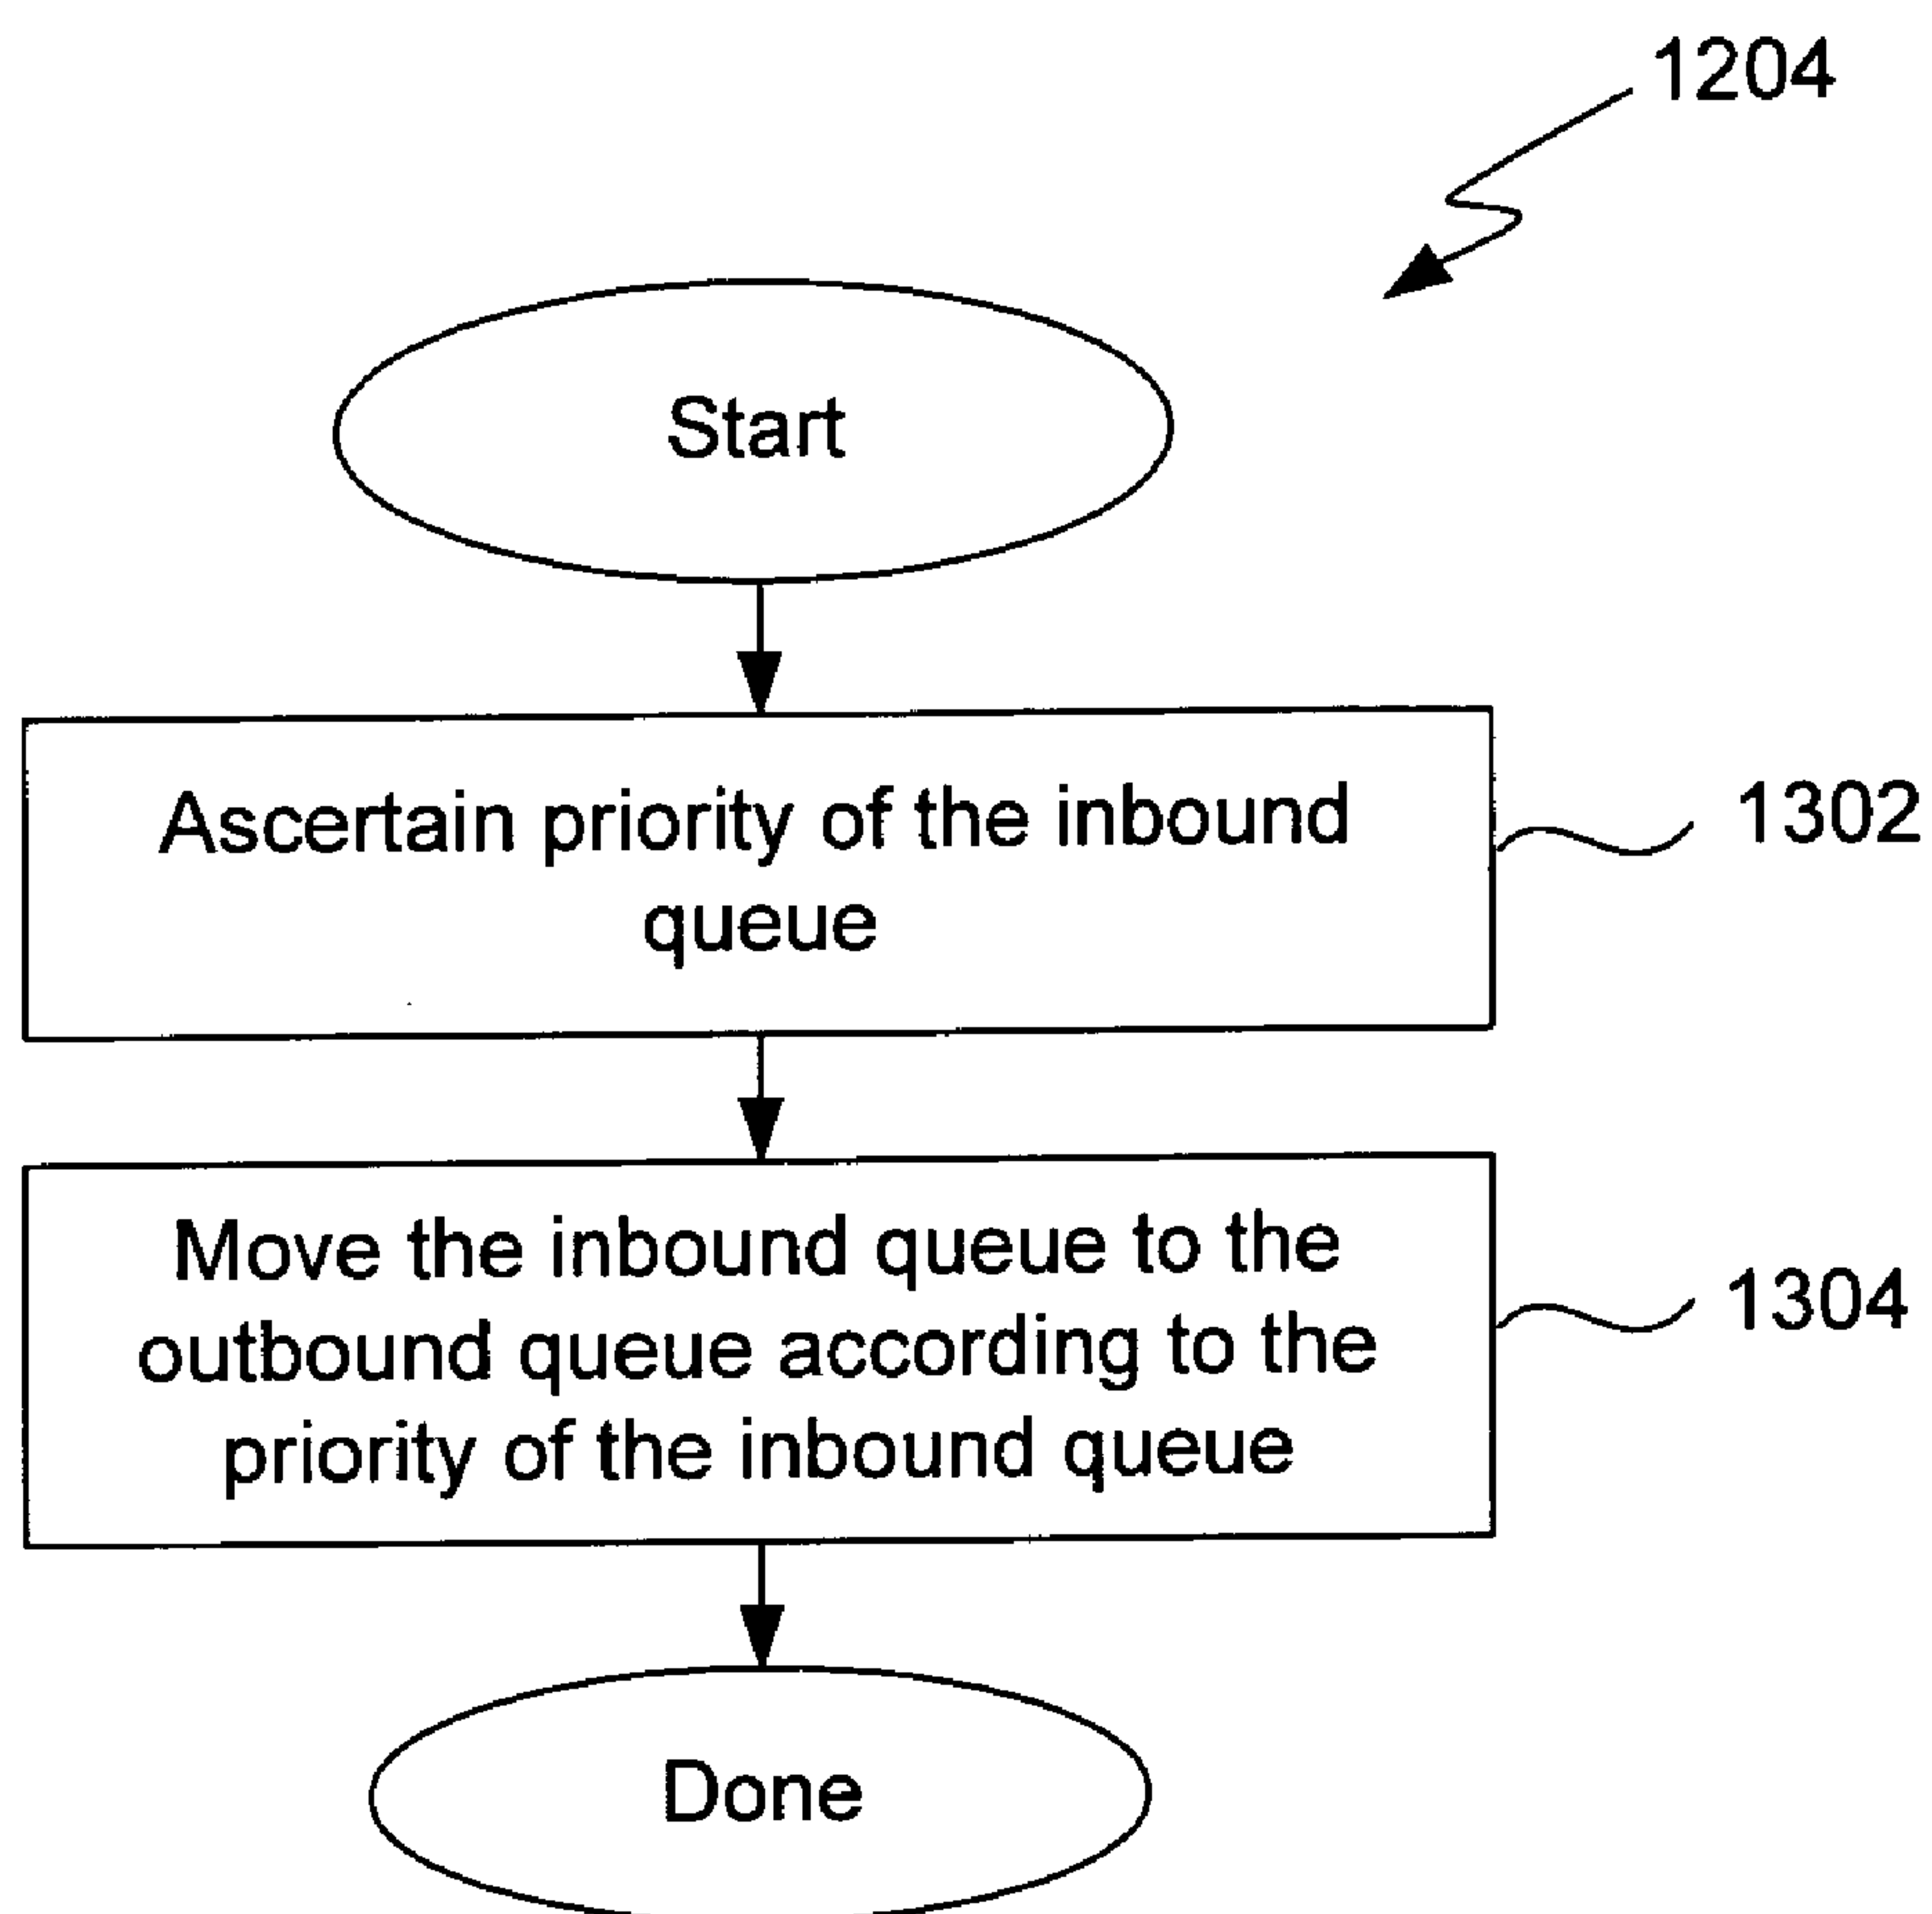 1204
Start
Ascertain priority of the inbound
queue
1302
Move the inbound queue to the
outbound queue according to the
priority of the inbound queue
1304
Done